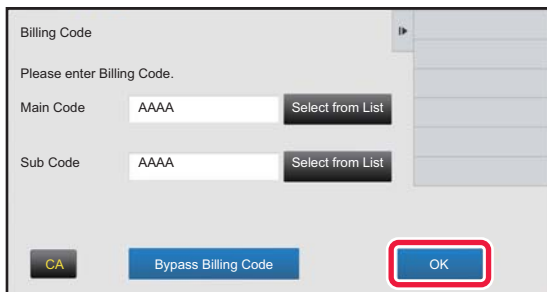 Billing Code
Please enter Billing Code.
Main Code AAAA Select from List
Sub Code AAAA Select from List
CA Bypass Billing Code OK